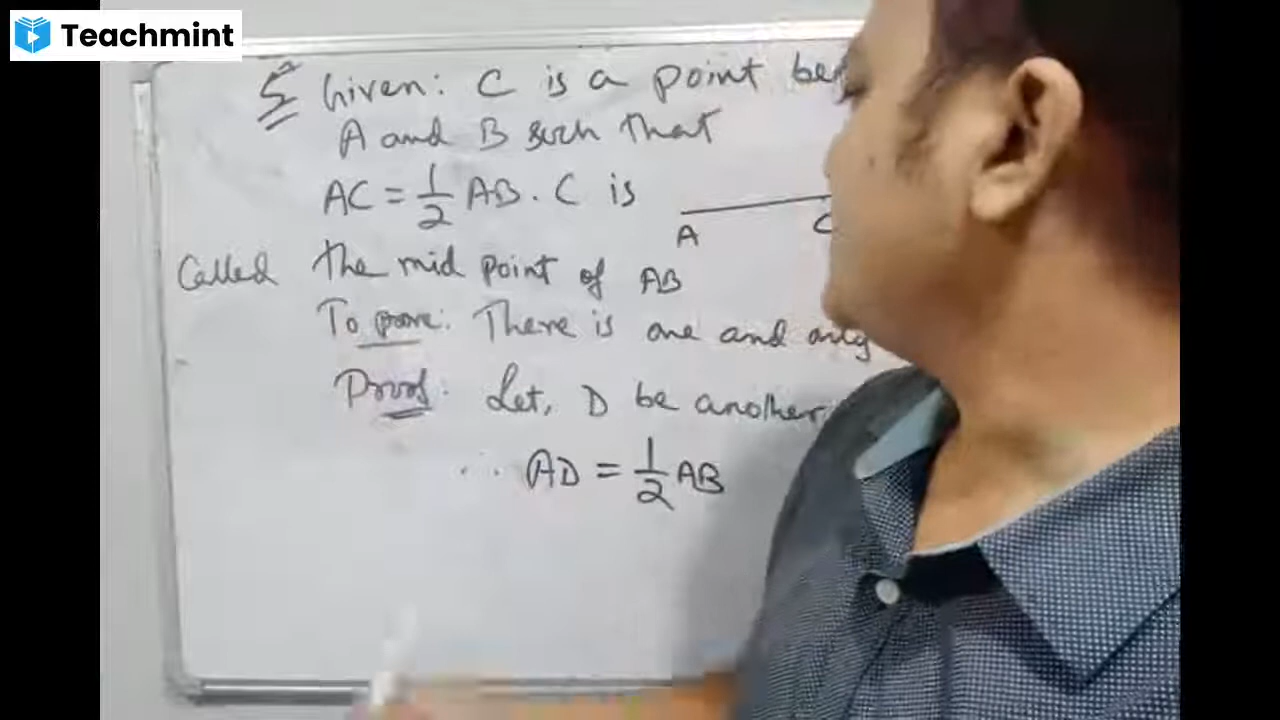 Teachmint
5 Given: C is a point
A and B such that
AC = 1/2 AB. C is
A C
Called the mid point of AB
To prove: There is one and only
Proof: Let, D be another
∴ AD = 1/2 AB